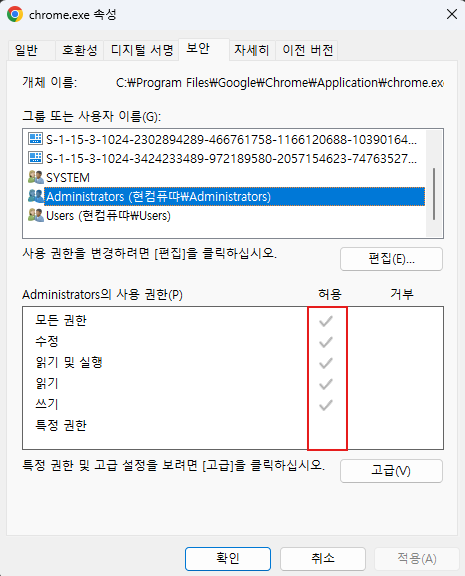 chrome.exe 속성
일반 호환성 디지털 서명 보안 자세히 이전 버전
개체 이름: C:₩Program Files₩Google₩Chrome₩Application₩chrome.exe
그룹 또는 사용자 이름(G):
S-1-15-3-1024-2302894289-466761758-1166120688-10390164...
S-1-15-3-1024-3424233489-972189580-2057154623-74763527...
SYSTEM
Administrators (현컴퓨땨₩Administrators)
Users (현컴퓨땨₩Users)
사용 권한을 변경하려면 [편집]을 클릭하십시오.
편집(E)...
Administrators의 사용 권한(P) 허용 거부
모든 권한
수정
읽기 및 실행
읽기
쓰기
특정 권한
특정 권한 및 고급 설정을 보려면 [고급]을 클릭하십시오.
고급(V)
확인 취소 적용(A)